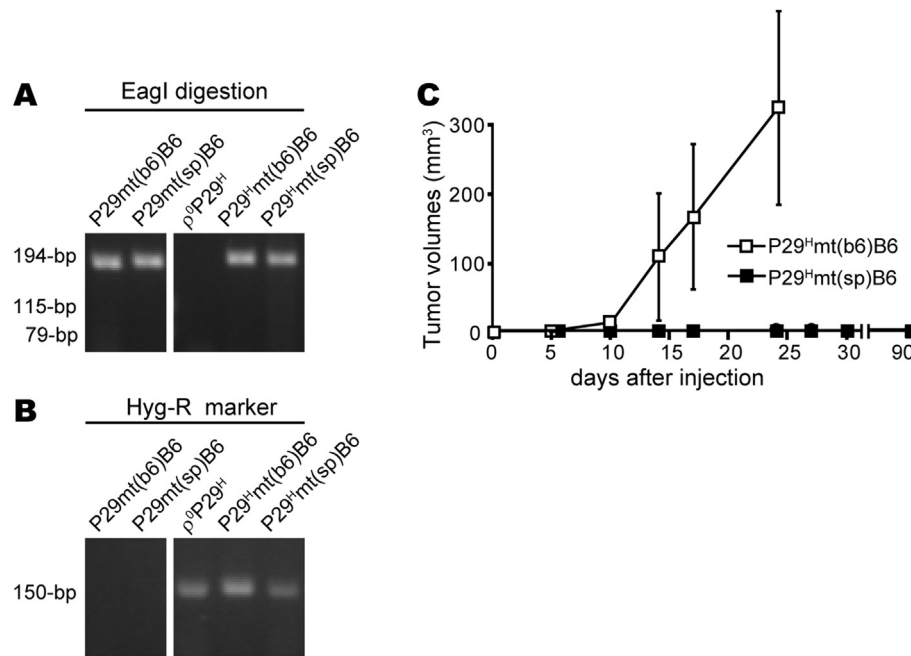 A
EagI digestion
P29mt(b6)B6
P29mt(sp)B6
ρ⁰P29ᴴ
P29ᴴmt(b6)B6
P29ᴴmt(sp)B6
194-bp
115-bp
79-bp
B
Hyg-R marker
P29mt(b6)B6
P29mt(sp)B6
ρ⁰P29ᴴ
P29ᴴmt(b6)B6
P29ᴴmt(sp)B6
150-bp
C
Tumor volumes (mm³)
300
200
100
0
P29ᴴmt(b6)B6
P29ᴴmt(sp)B6
0 5 10 15 20 25 30 90
days after injection